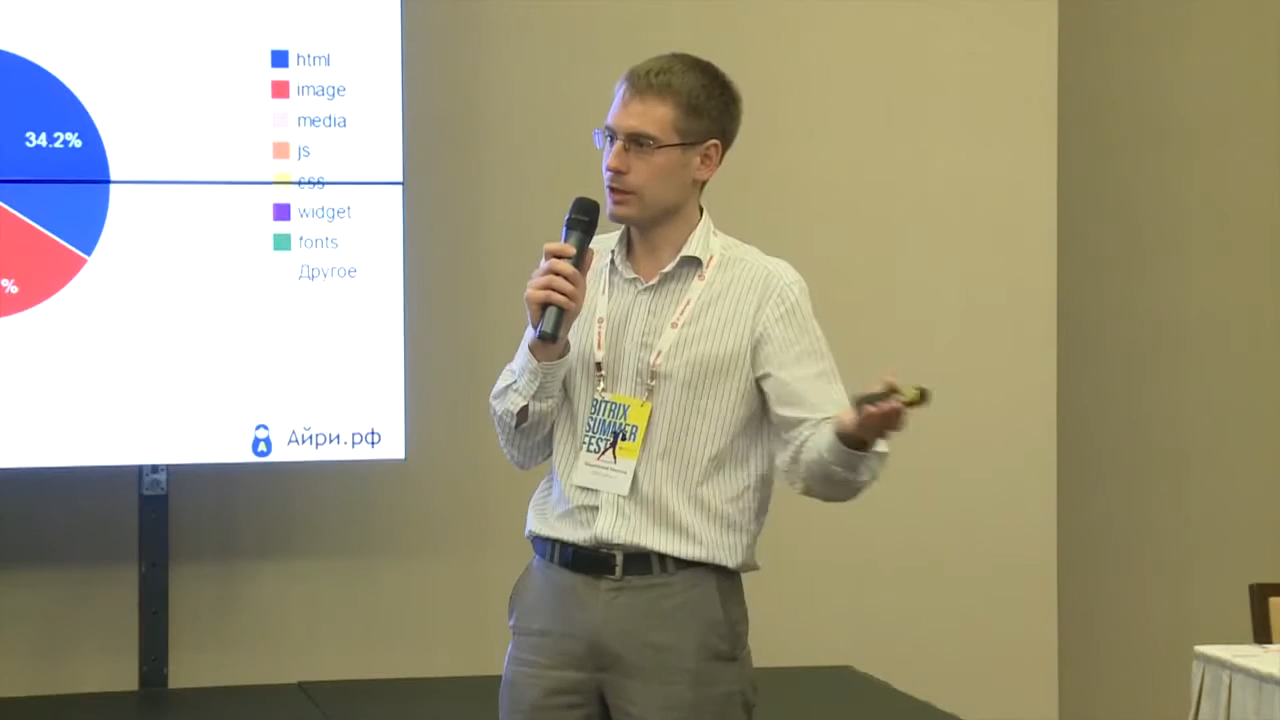 html
34.2%
image
media
js
css
widget
fonts
%
Другое
Айри.рф
BITRIX
SUMMER
FEST